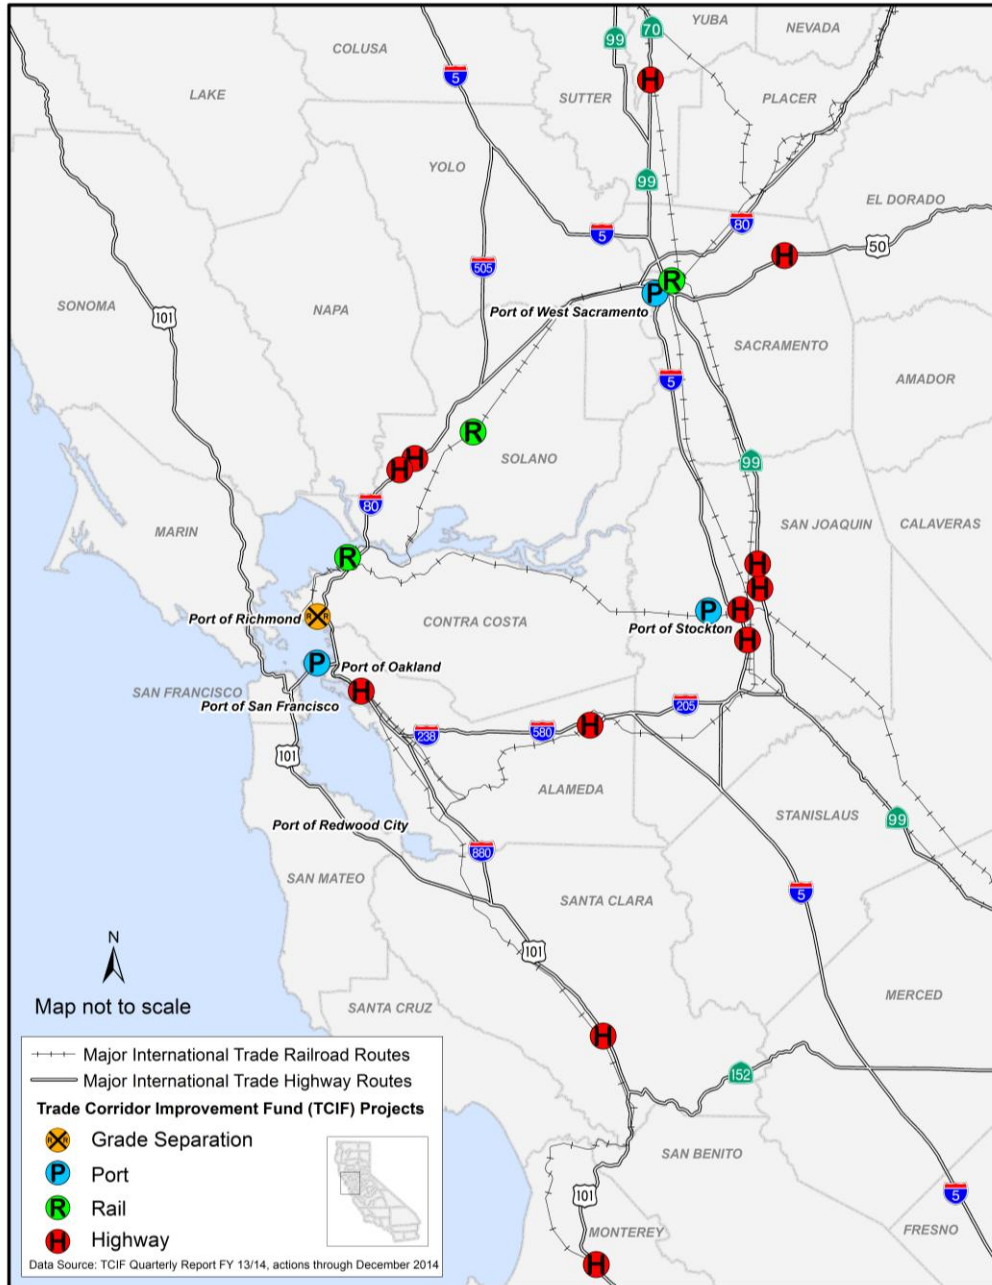 YUBA
NEVADA
70
99
COLUSA
5
H
LAKE
SUTTER
PLACER
YOLO
99
EL DORADO
80
5
50
H
505
R
P
Port of West Sacramento
SONOMA
101
NAPA
SACRAMENTO
5
AMADOR
R
H
H
SOLANO
99
80
MARIN
SAN JOAQUIN
CALAVERAS
R
H
H
Port of Richmond
R R
CONTRA COSTA
P
H
Port of Stockton
H
P
Port of Oakland
SAN FRANCISCO
H
Port of San Francisco
205
H
238
580
101
ALAMEDA
STANISLAUS
99
Port of Redwood City
880
SAN MATEO
5
SANTA CLARA
101
N
Map not to scale
SANTA CRUZ
MERCED
H
152
SAN BENITO
101
5
MONTEREY
FRESNO
H
Major International Trade Railroad Routes
Major International Trade Highway Routes
Trade Corridor Improvement Fund (TCIF) Projects
R R Grade Separation
P Port
R Rail
H Highway
Data Source: TCIF Quarterly Report FY 13/14, actions through December 2014